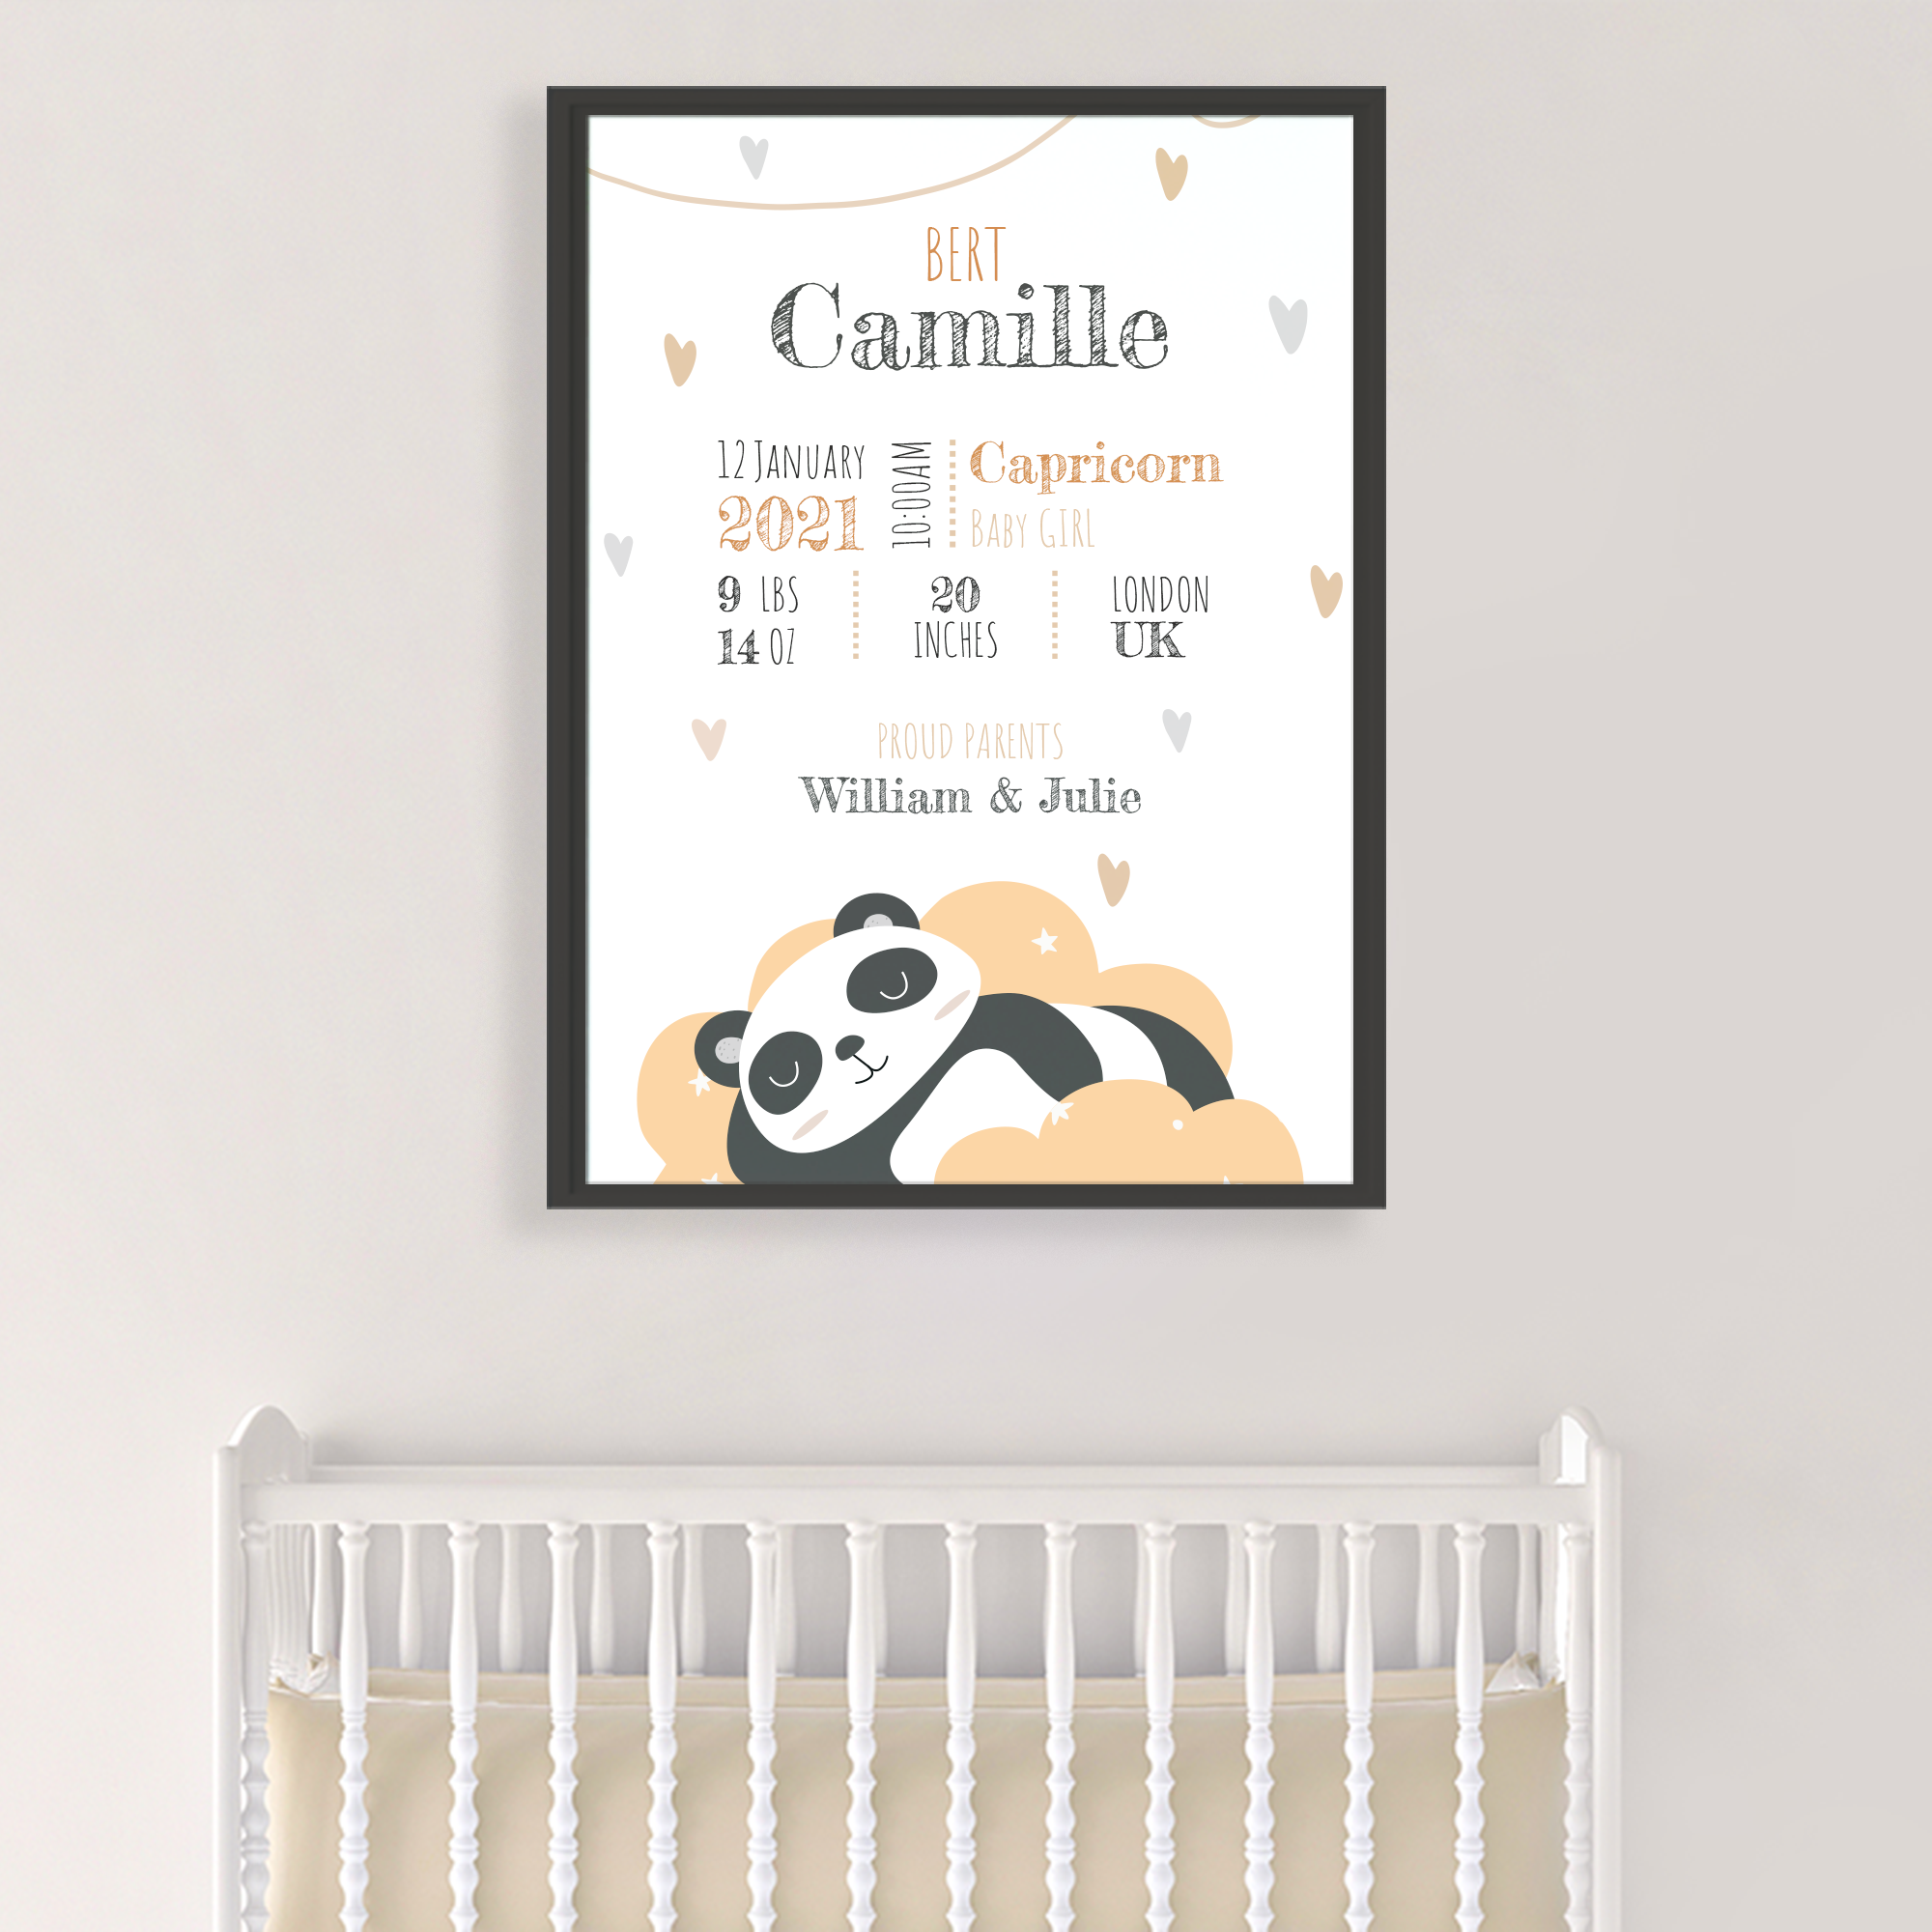 BERT
Camille
12 January
2021
10:00AM
Capricorn
Baby GIRL
9 LBS
14 OZ
20
INCHES
LONDON
UK
PROUD PARENTS
William & Julie